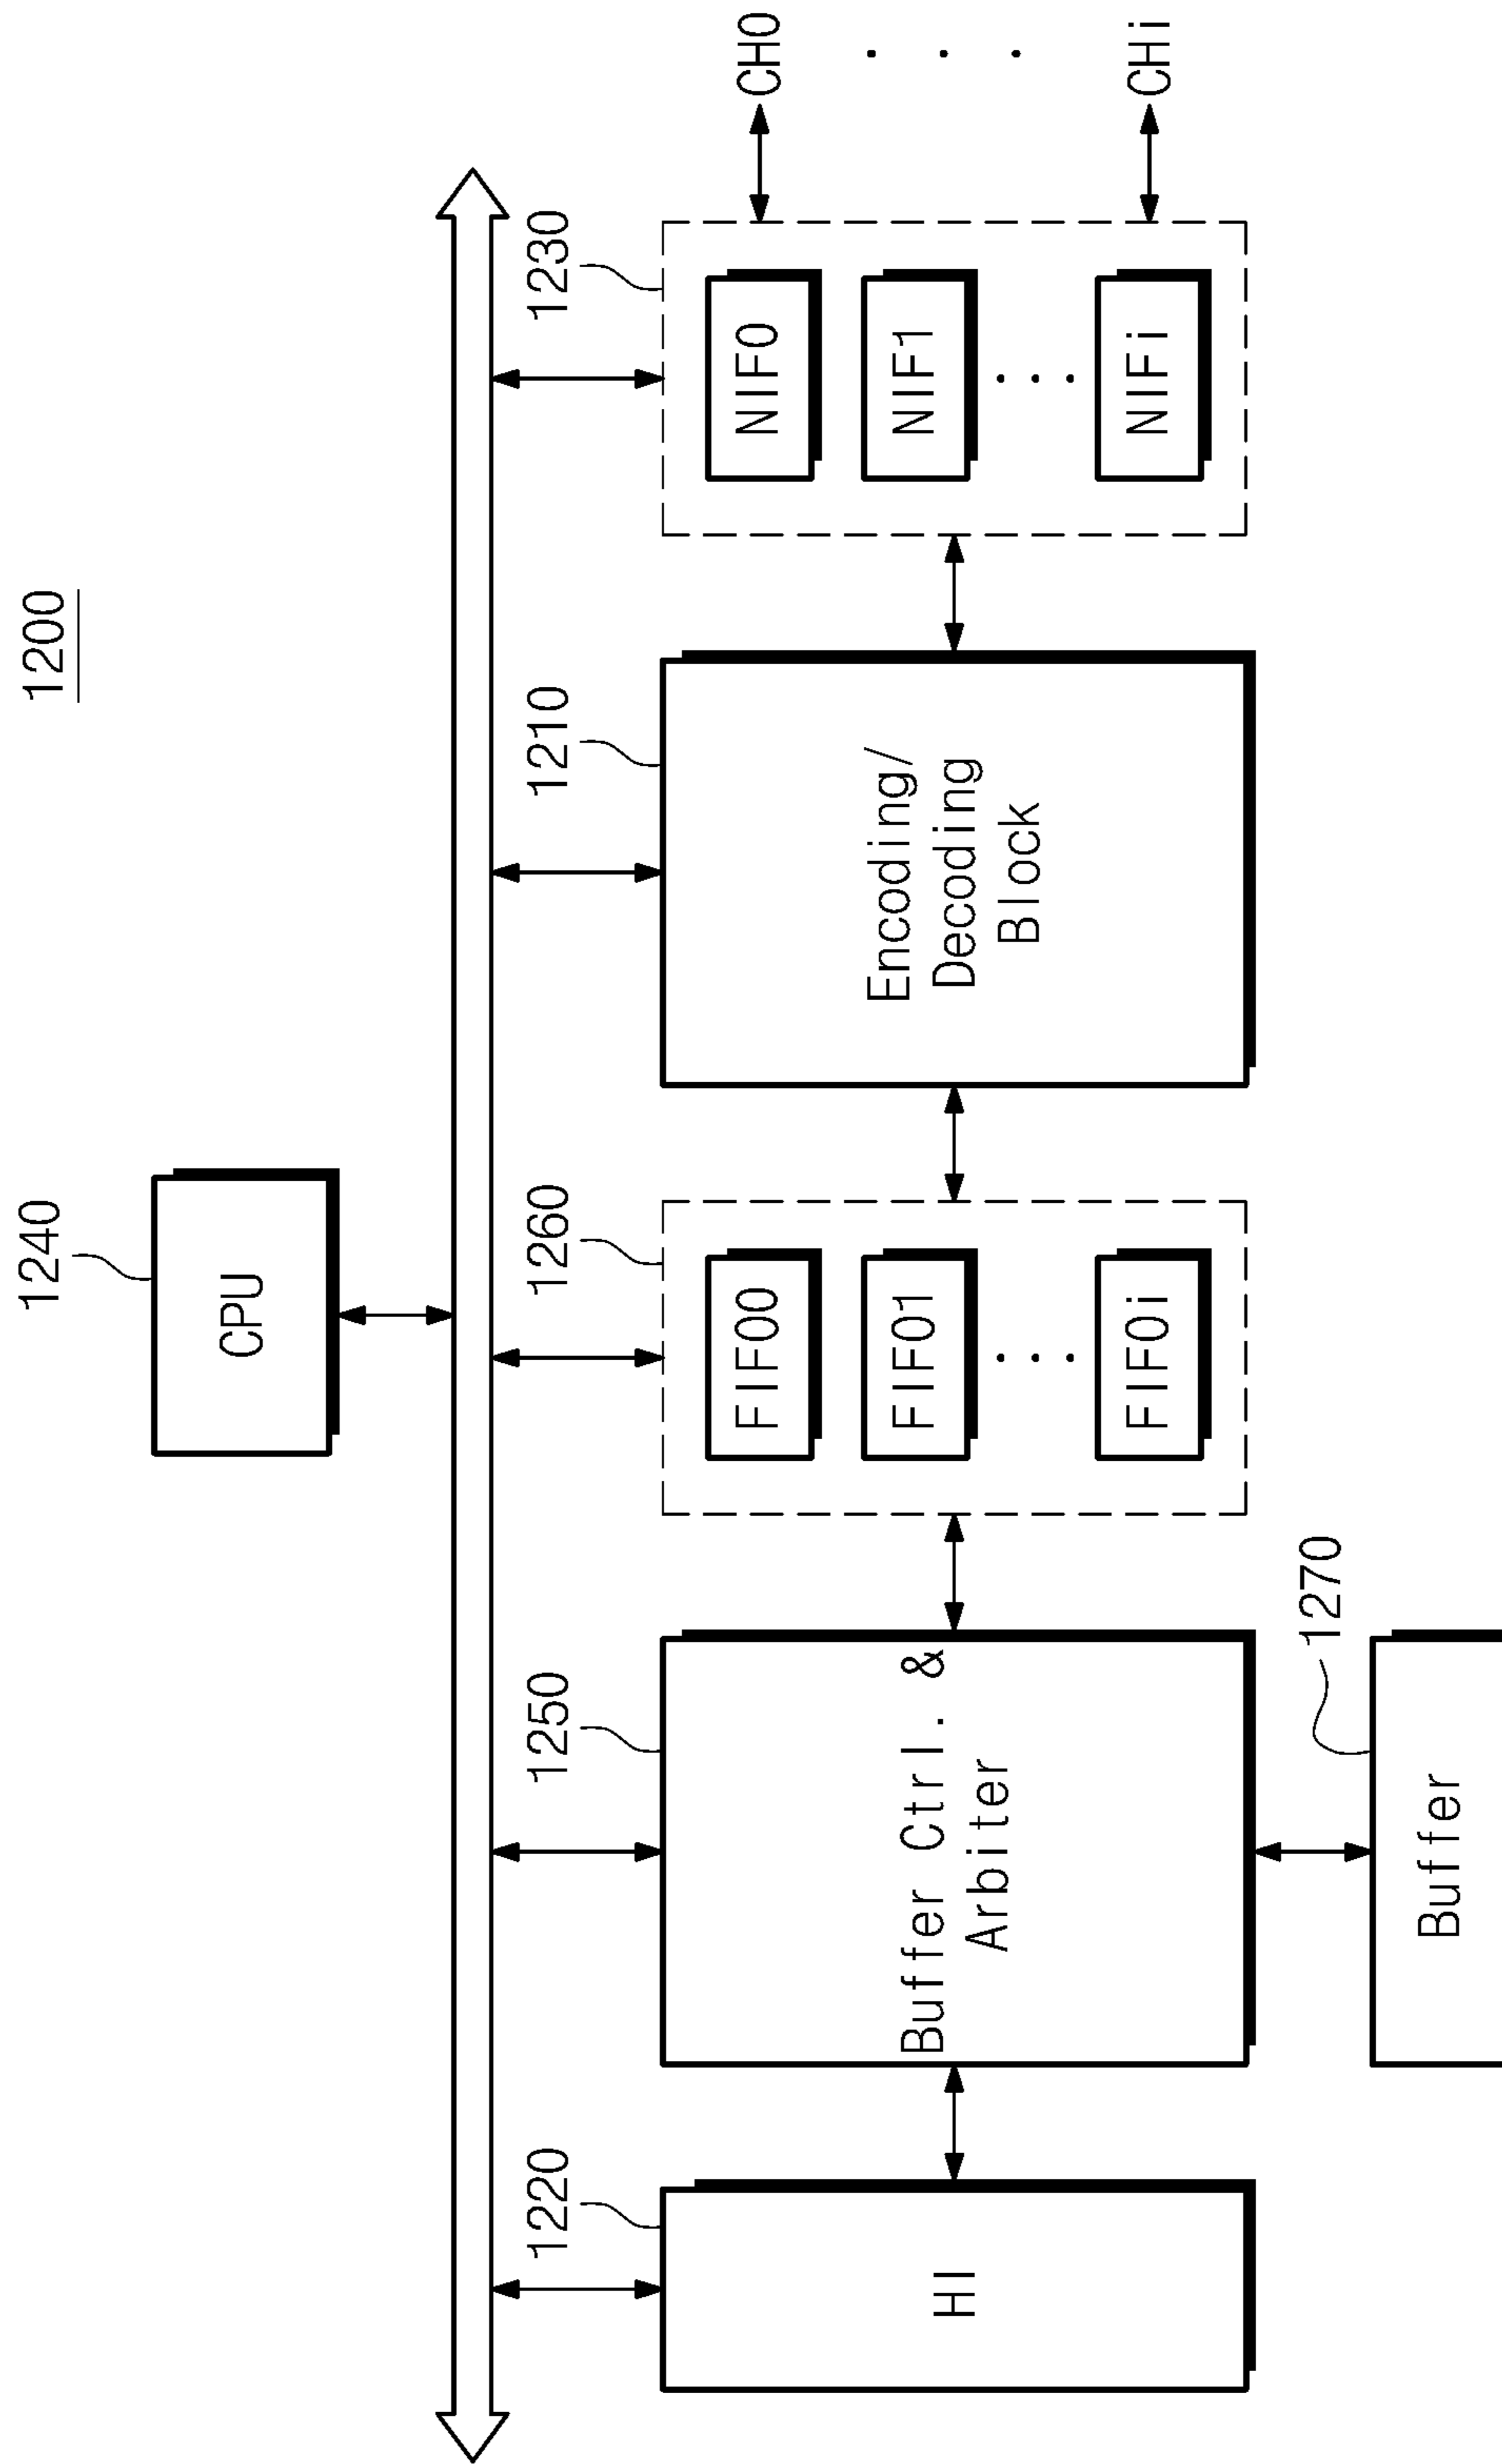 1200
1240
CPU
1220
1250
1260
1210
1230
HI
Buffer Ctrl. &
Arbiter
FIFO0
FIFO1
. . .
FIFOi
Encoding/
Decoding
Block
NIF0
NIF1
. . .
NIFi
CH0
. . .
CHi
1270
Buffer